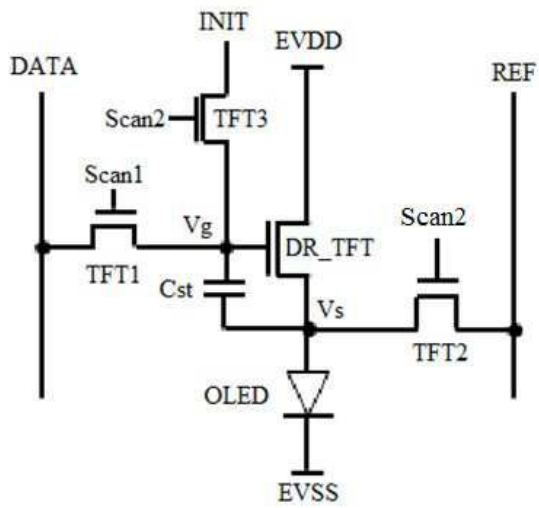 INIT
EVDD
DATA
REF
Scan2
TFT3
Scan1
Scan2
Vg
DR_TFT
TFT1
Cst
Vs
TFT2
OLED
EVSS